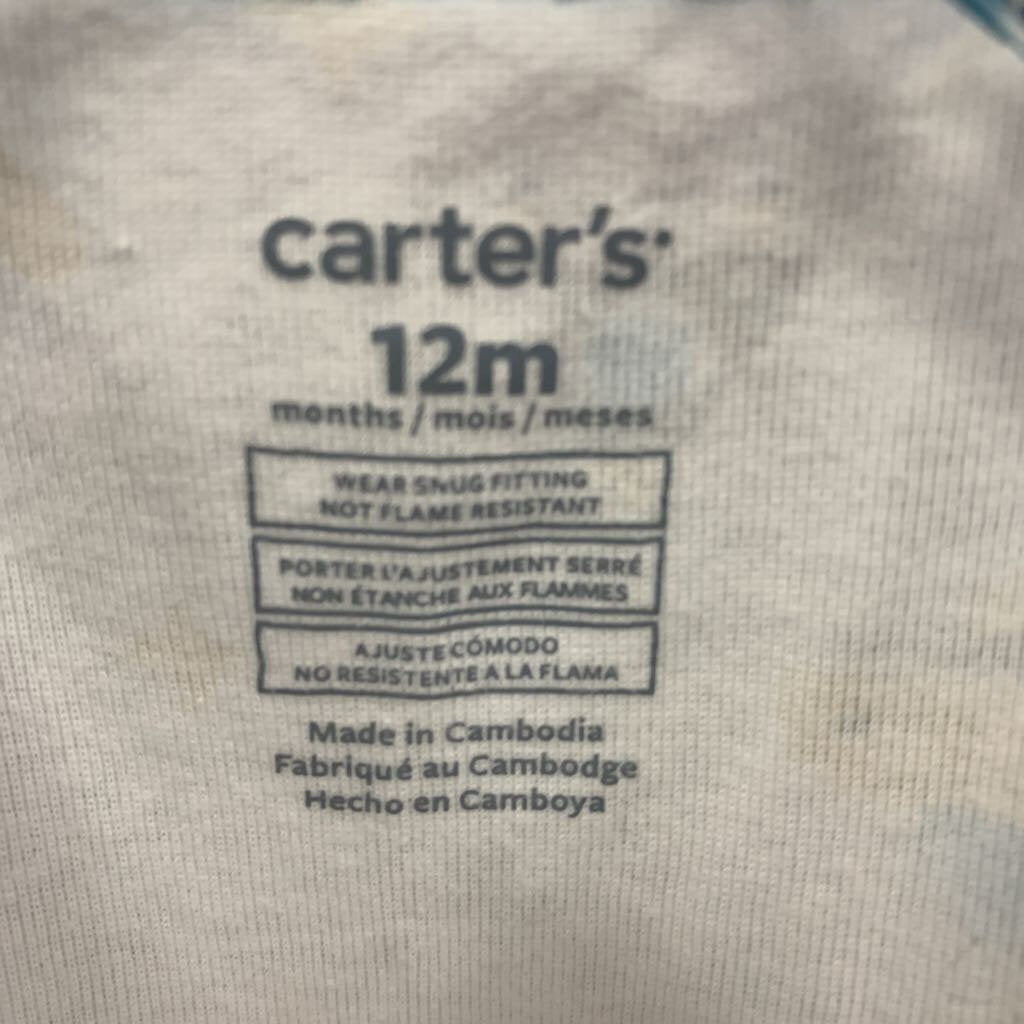 carter's
12m
months / mois / meses
WEAR SNUG FITTING
NOT FLAME RESISTANT
PORTER L'AJUSTEMENT SERRÉ
NON ÉTANCHE AUX FLAMMES
AJUSTE CÓMODO
NO RESISTENTE A LA FLAMA
Made in Cambodia
Fabriqué au Cambodge
Hecho en Camboya